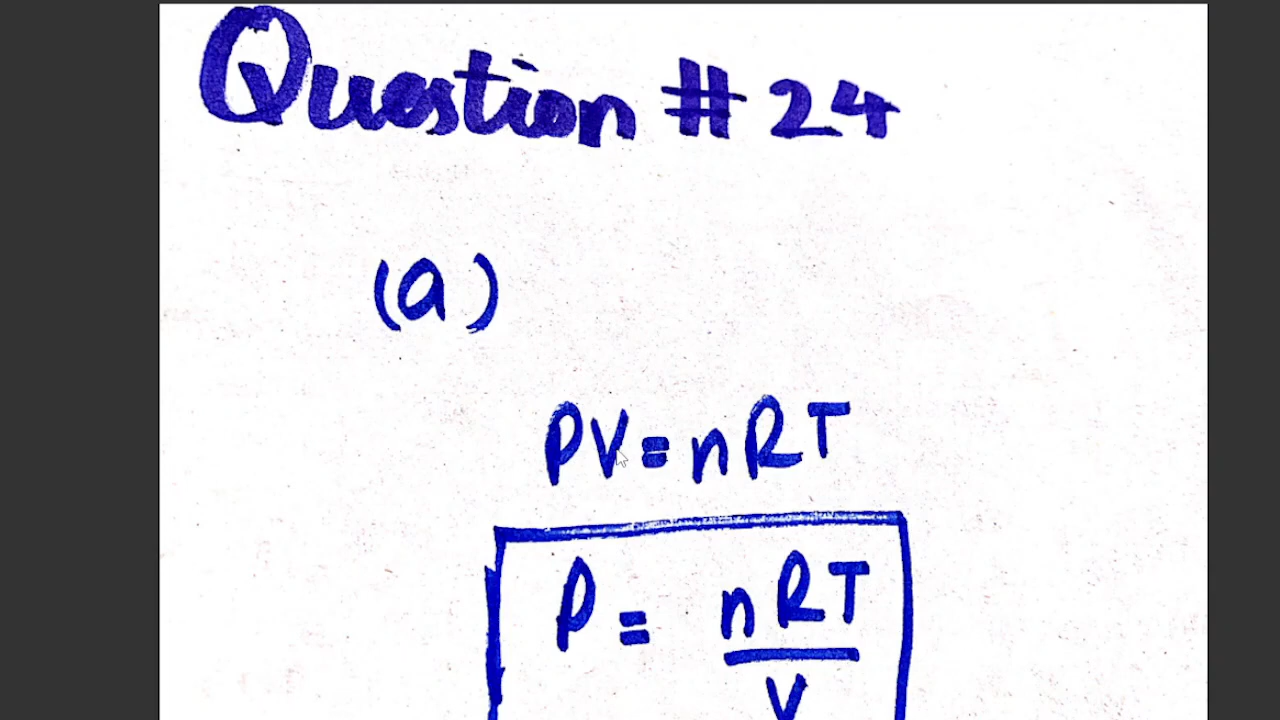 Question # 24
(a)
PV = nRT
P = nRT
V